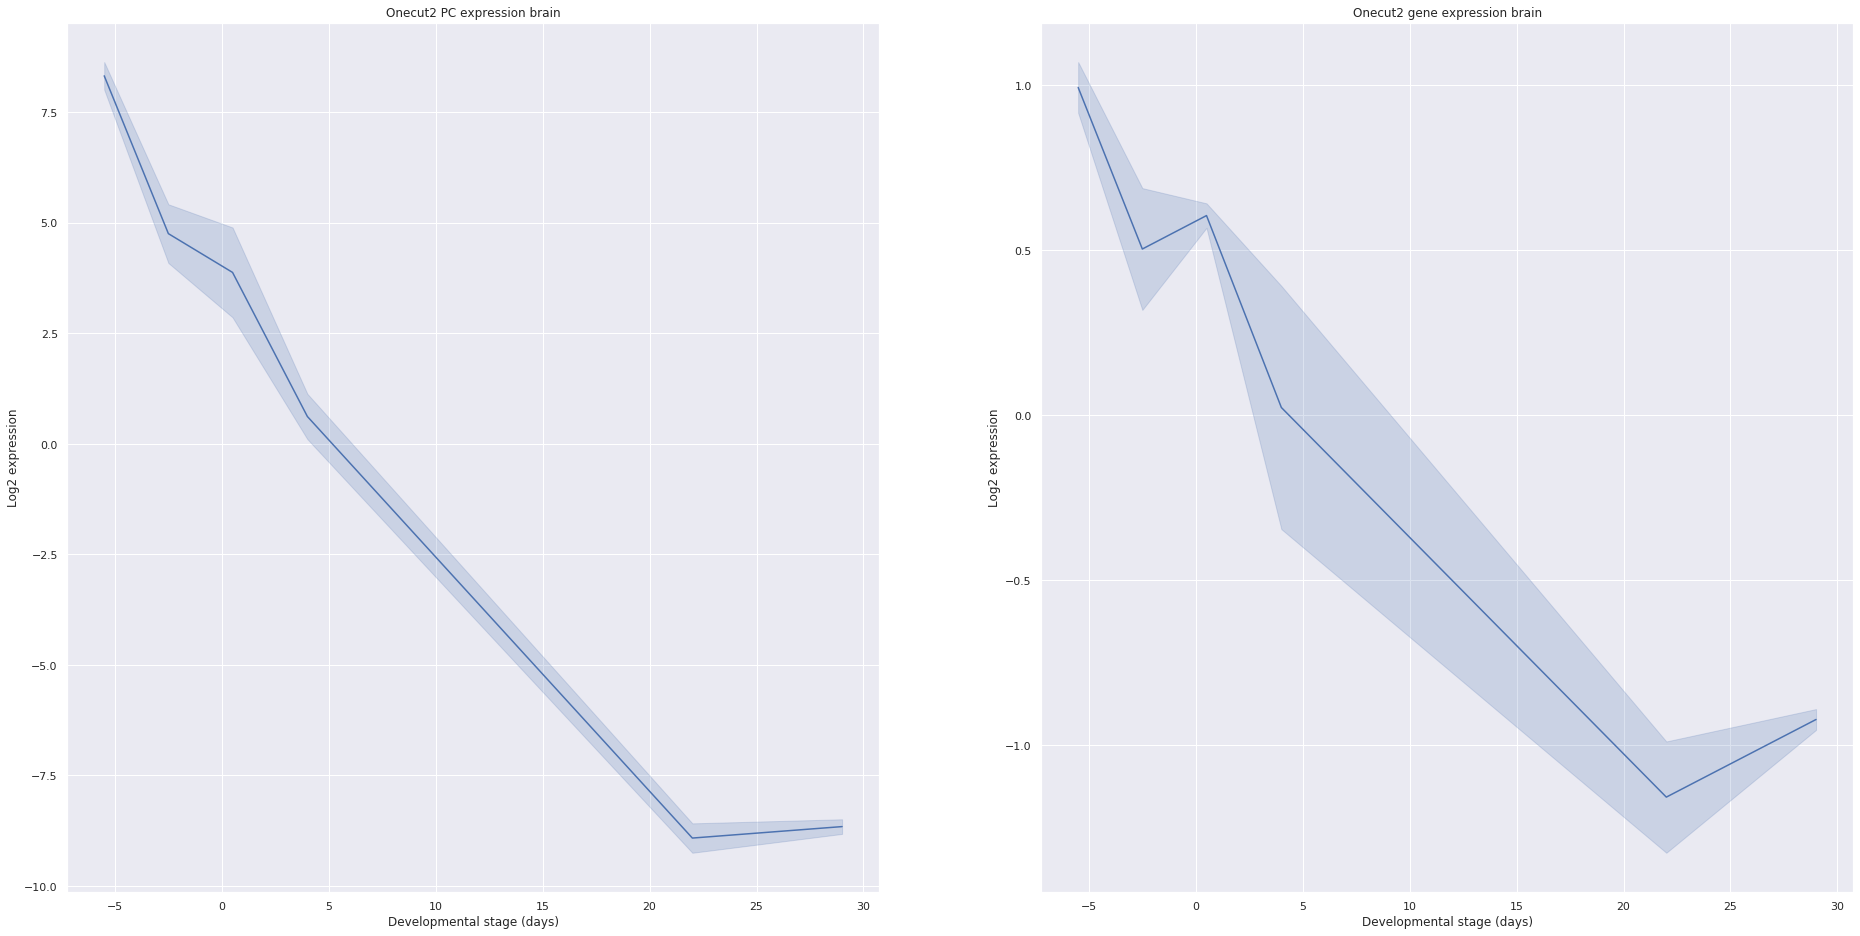 Onecut2 PC expression brain
Log2 expression
7.5
5.0
2.5
0.0
−2.5
−5.0
−7.5
−10.0
−5 0 5 10 15 20 25 30
Developmental stage (days)
Onecut2 gene expression brain
Log2 expression
1.0
0.5
0.0
−0.5
−1.0
−5 0 5 10 15 20 25 30
Developmental stage (days)